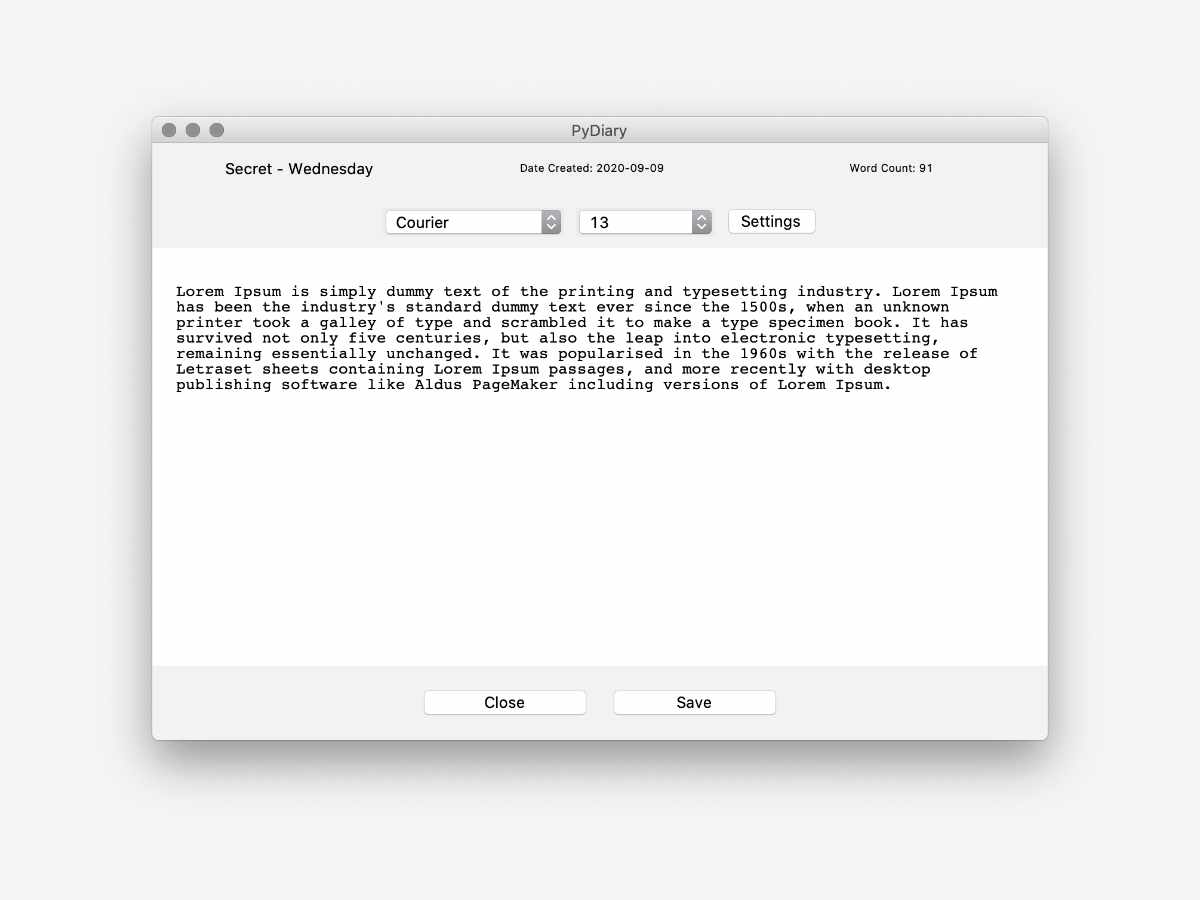 PyDiary
Secret - Wednesday
Date Created: 2020-09-09
Word Count: 91
Courier
13
Settings
Lorem Ipsum is simply dummy text of the printing and typesetting industry. Lorem Ipsum
has been the industry's standard dummy text ever since the 1500s, when an unknown
printer took a galley of type and scrambled it to make a type specimen book. It has
survived not only five centuries, but also the leap into electronic typesetting,
remaining essentially unchanged. It was popularised in the 1960s with the release of
Letraset sheets containing Lorem Ipsum passages, and more recently with desktop
publishing software like Aldus PageMaker including versions of Lorem Ipsum.
Close
Save